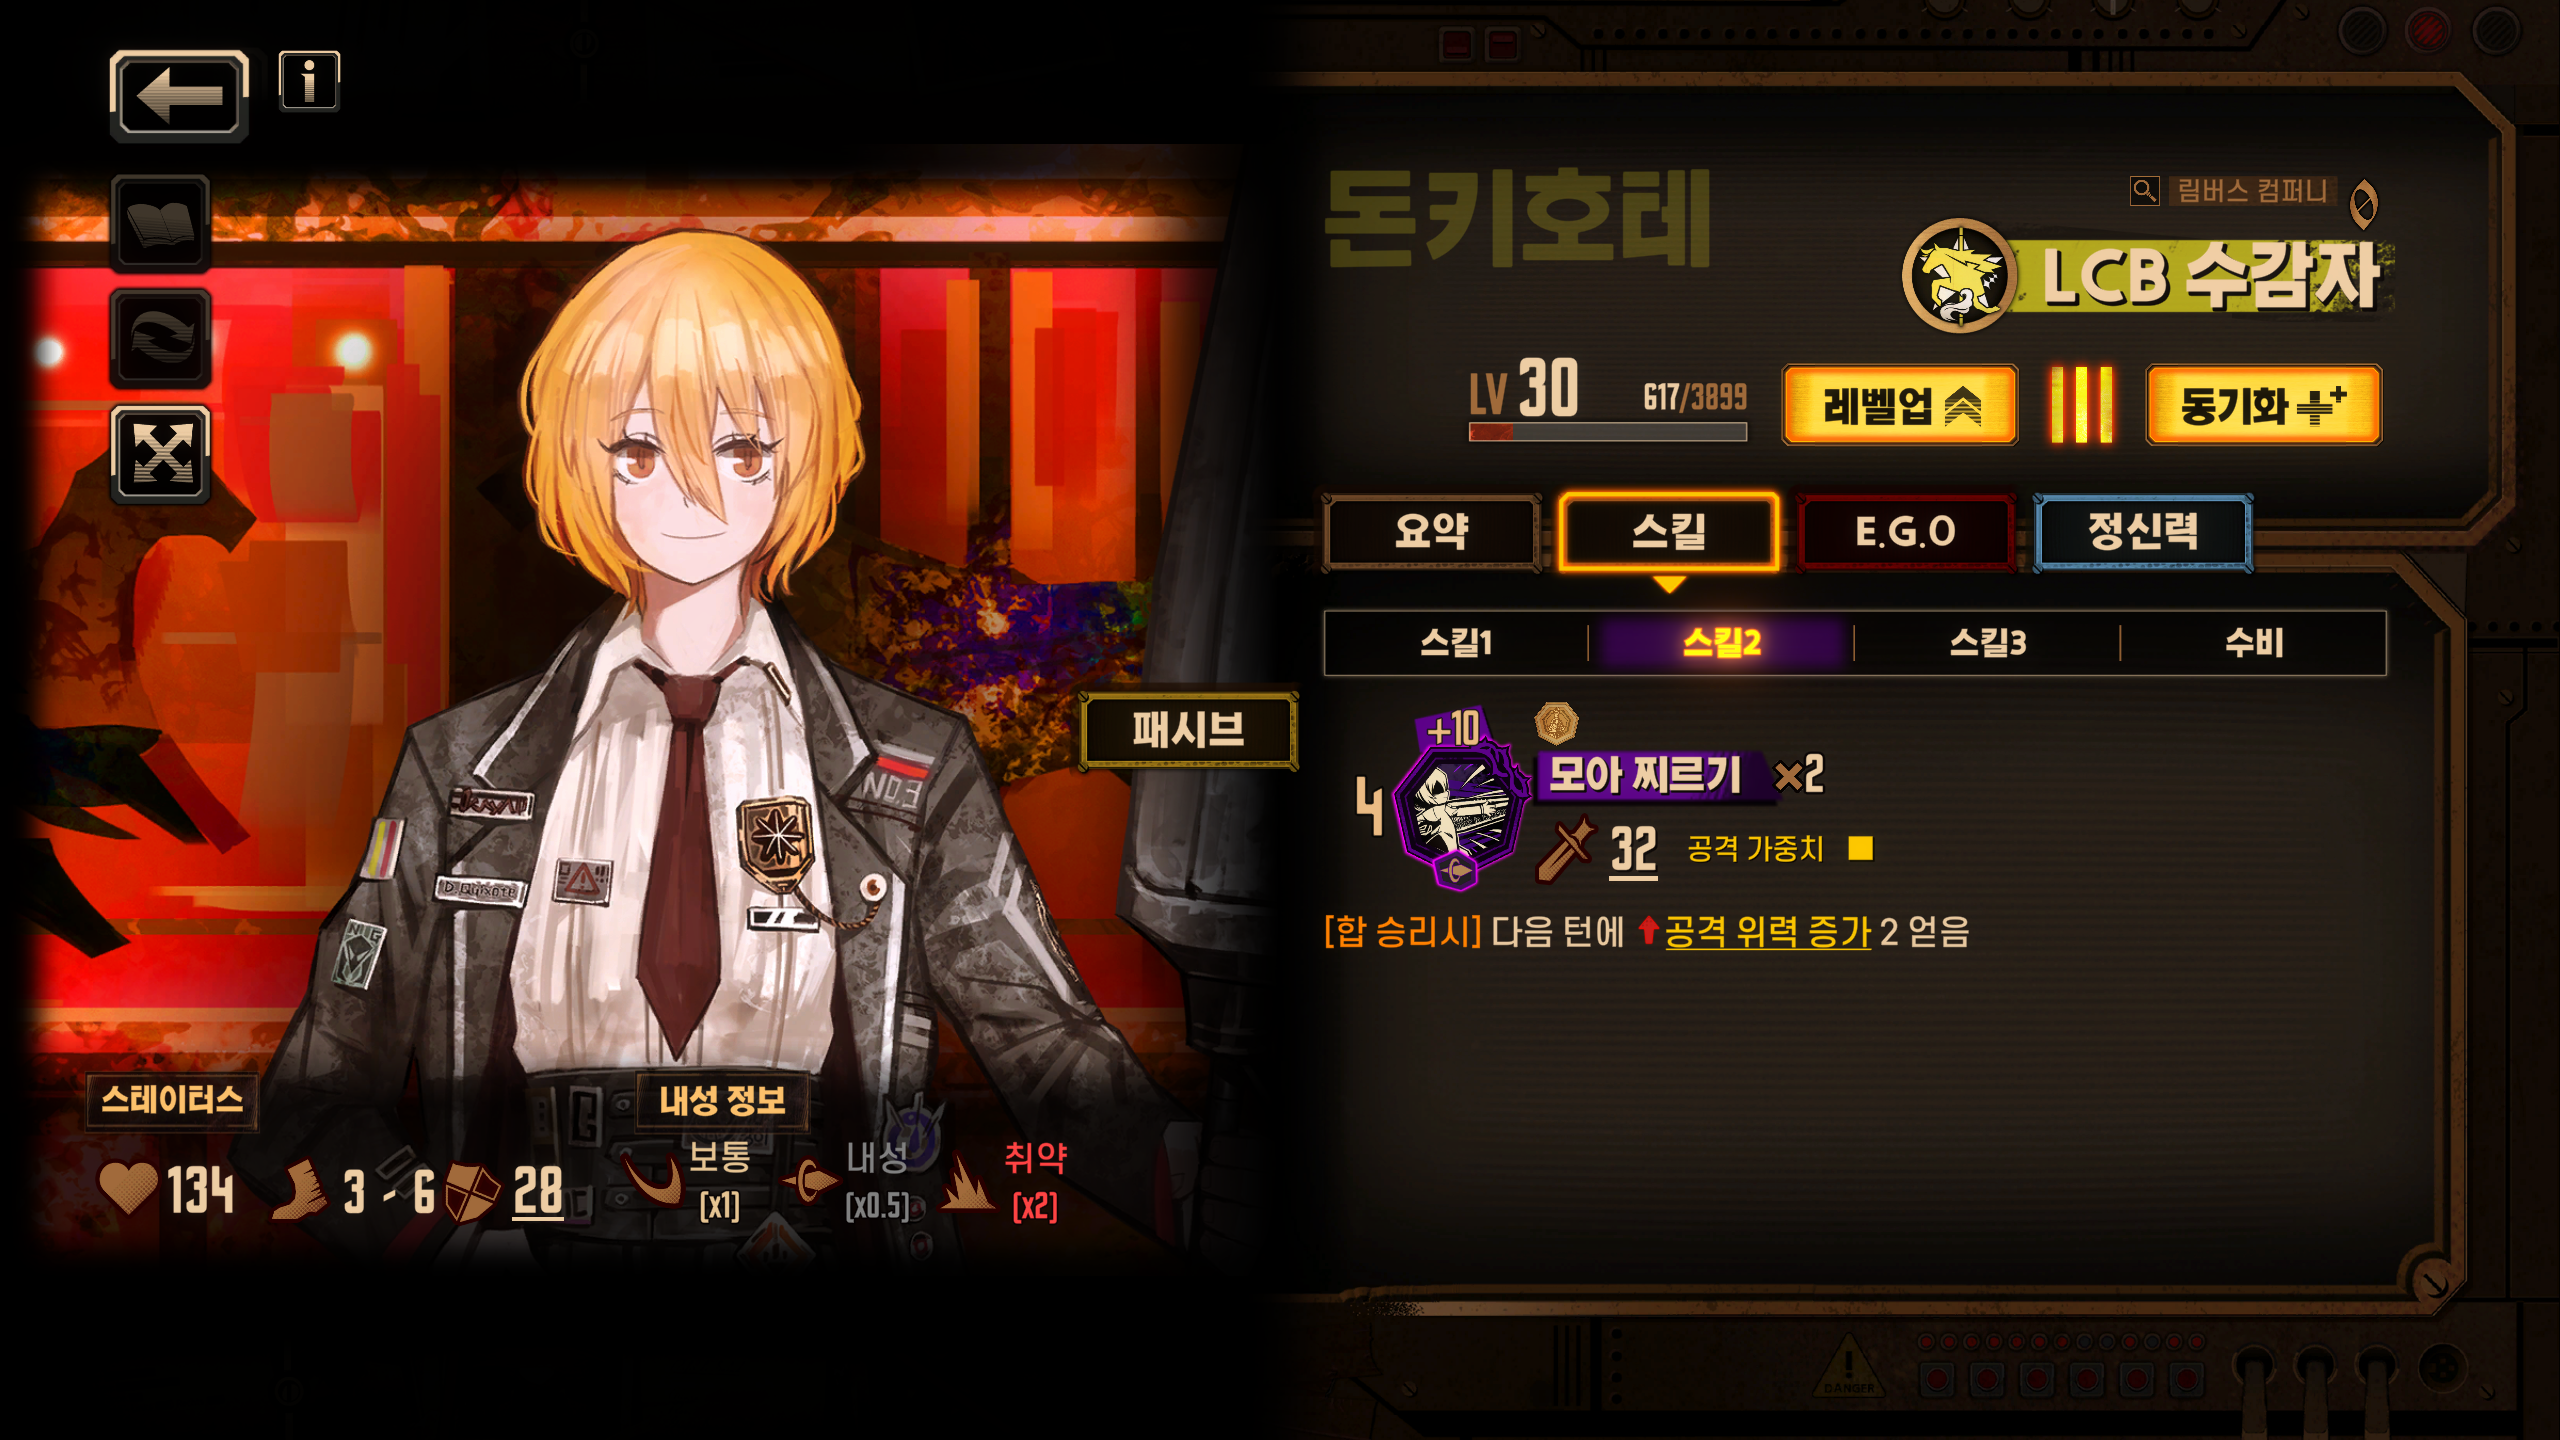 돈키호테
림버스 컴퍼니
LCB 수감자
LV 30
617/3899
레벨업
동기화
요약
스킬
E.G.O
정신력
스킬1
스킬2
스킬3
수비
패시브
+10
4
모아 찌르기 ×2
32 공격 가중치
[합 승리시] 다음 턴에 공격 위력 증가 2 얻음
NO3
D.Quixote
스테이터스
134
3 - 6
28
내성 정보
보통
[x1]
내성
[x0.5]
취약
[x2]
DANGER